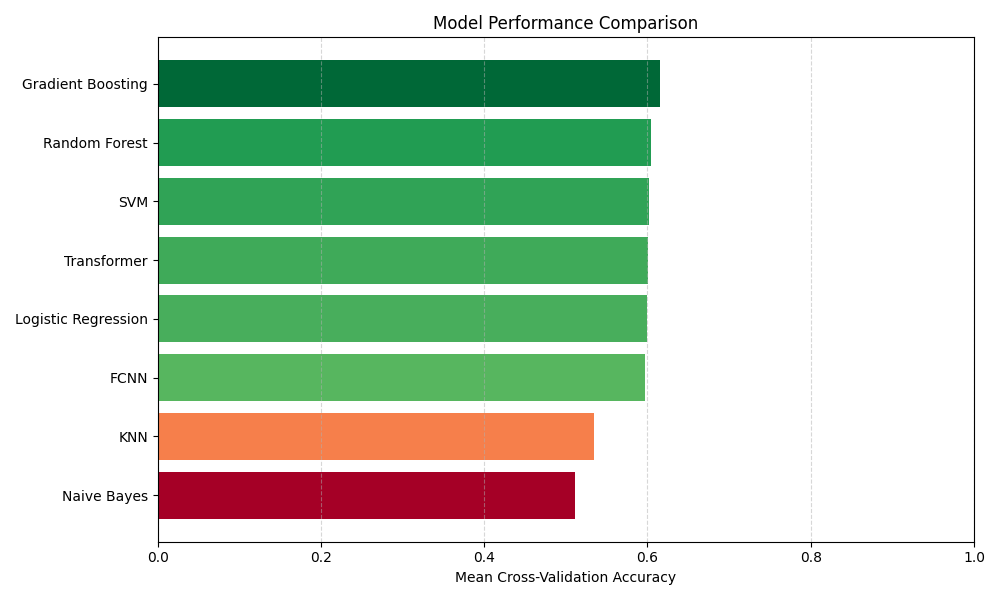 Model Performance Comparison
Gradient Boosting
Random Forest
SVM
Transformer
Logistic Regression
FCNN
KNN
Naive Bayes
0.0 0.2 0.4 0.6 0.8 1.0
Mean Cross-Validation Accuracy